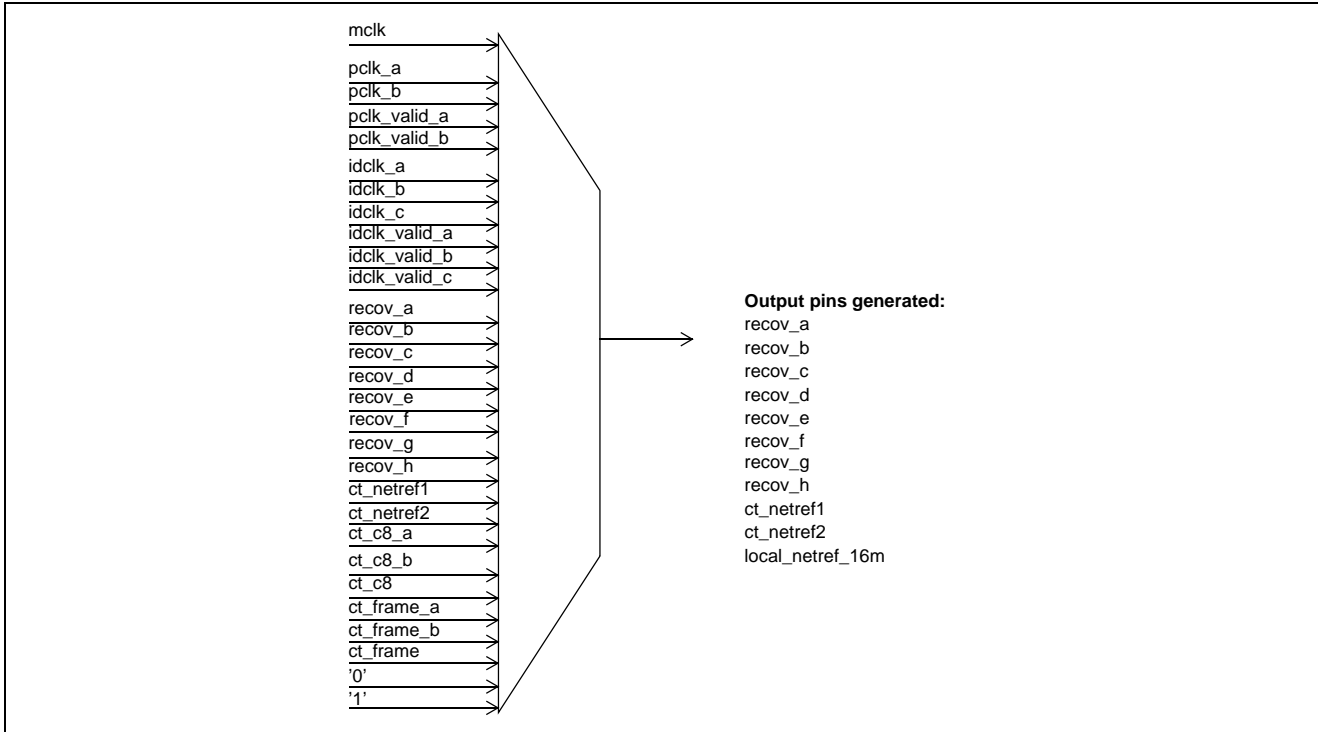 mclk
pclk_a
pclk_b
pclk_valid_a
pclk_valid_b
idclk_a
idclk_b
idclk_c
idclk_valid_a
idclk_valid_b
idclk_valid_c
recov_a
recov_b
recov_c
recov_d
recov_e
recov_f
recov_g
recov_h
ct_netref1
ct_netref2
ct_c8_a
ct_c8_b
ct_c8
ct_frame_a
ct_frame_b
ct_frame
’0’
’1’
Output pins generated:
recov_a
recov_b
recov_c
recov_d
recov_e
recov_f
recov_g
recov_h
ct_netref1
ct_netref2
local_netref_16m